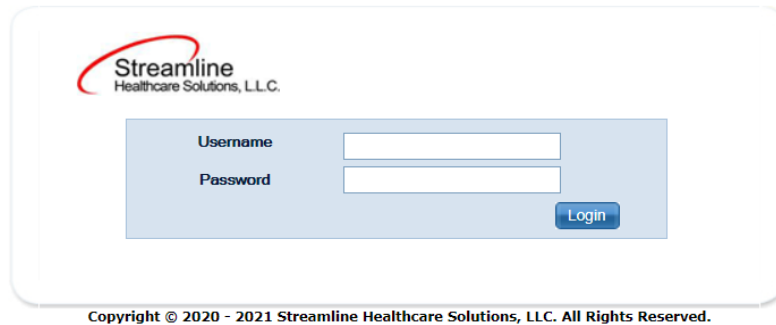 Streamline
Healthcare Solutions, L.L.C.
Username
Password
Login
Copyright © 2020 - 2021 Streamline Healthcare Solutions, LLC. All Rights Reserved.